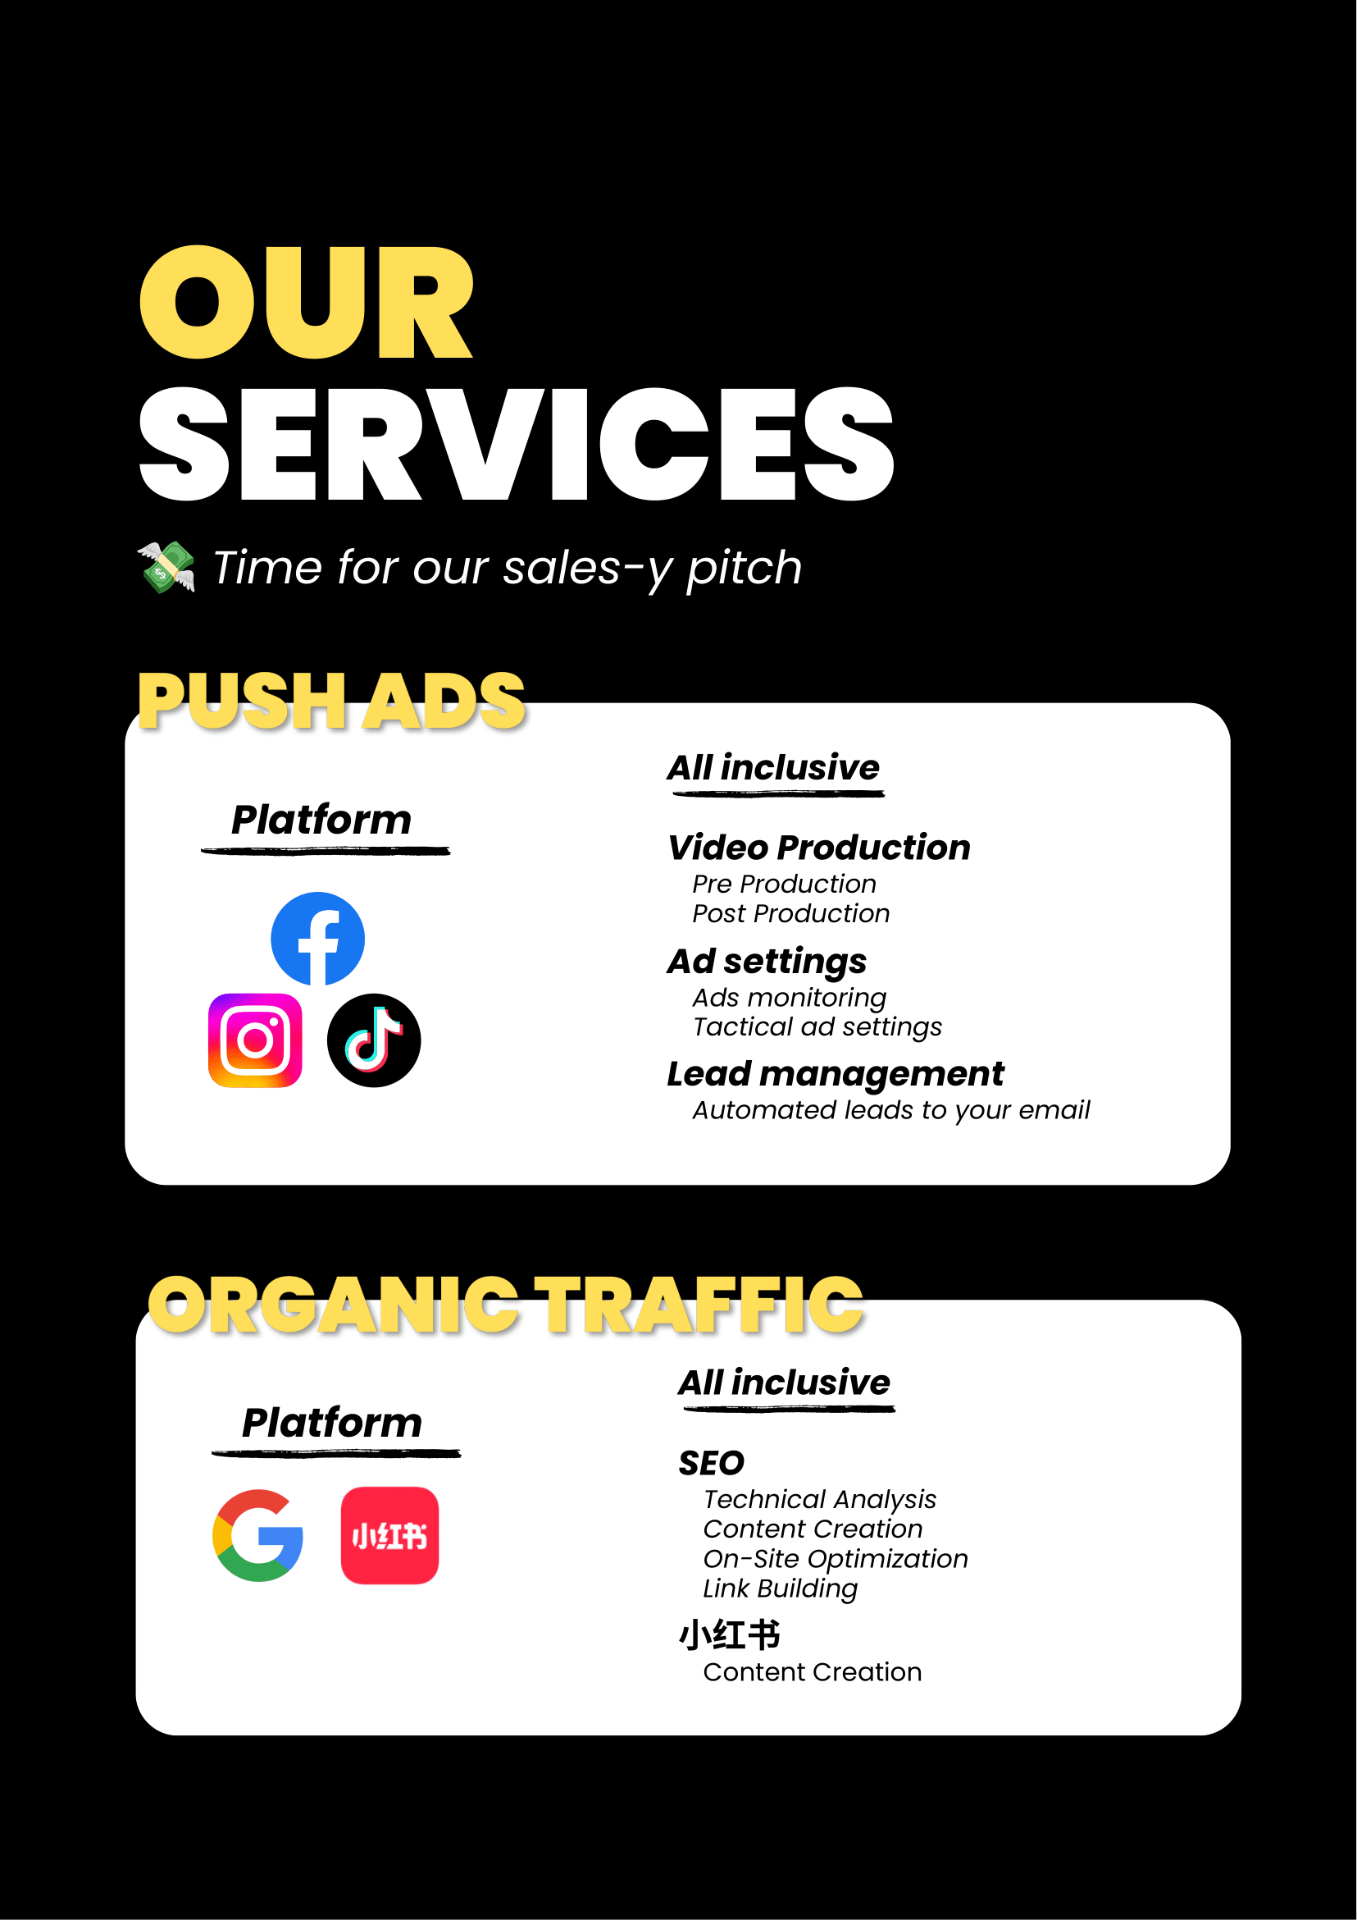 OUR
SERVICES
Time for our sales-y pitch
PUSH ADS
Platform
All inclusive
Video Production
Pre Production
Post Production
Ad settings
Ads monitoring
Tactical ad settings
Lead management
Automated leads to your email
ORGANIC TRAFFIC
Platform
小红书
All inclusive
SEO
Technical Analysis
Content Creation
On-Site Optimization
Link Building
小红书
Content Creation